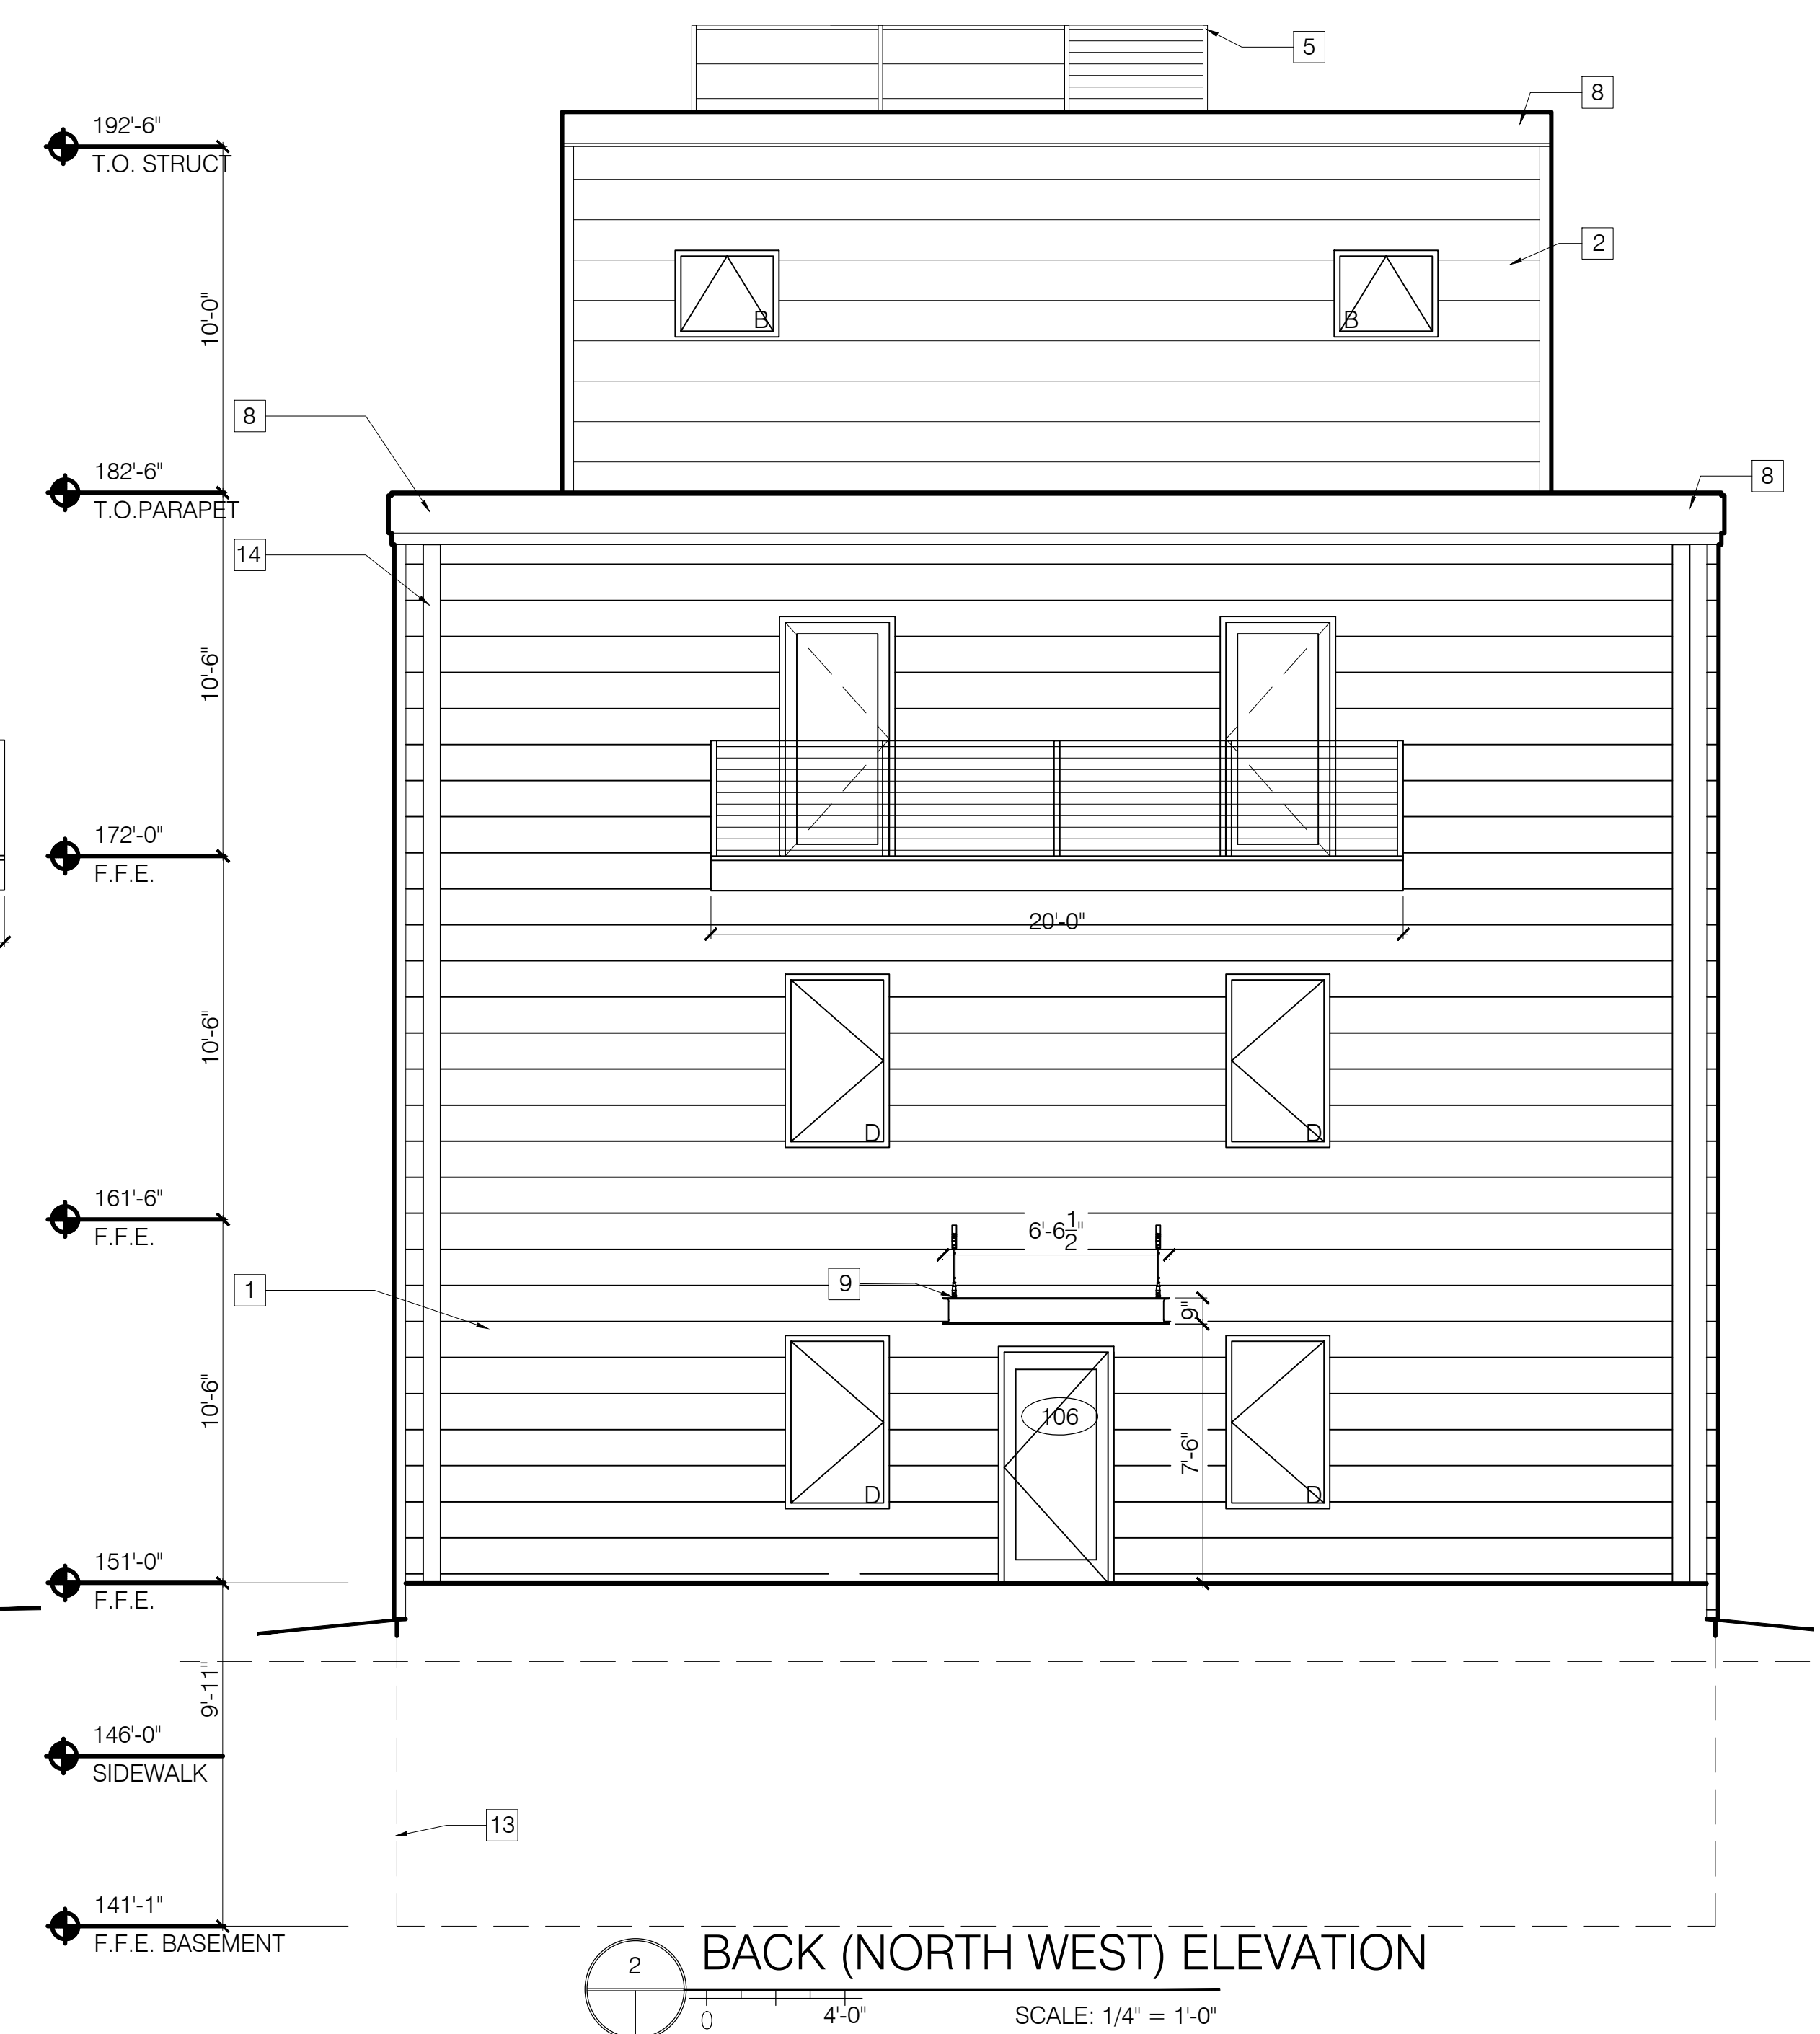 5
8
192'-6"
T.O. STRUCT
2
10'-0"
B
B
8
182'-6"
T.O.PARAPET
8
14
10'-6"
172'-0"
F.F.E.
20'-0"
10'-6"
D
D
161'-6"
F.F.E.
6'-6 1/2"
1
9
9"
10'-6"
106
7'-6"
D
D
151'-0"
F.F.E.
9'-11"
146'-0"
SIDEWALK
13
141'-1"
F.F.E. BASEMENT
2
BACK (NORTH WEST) ELEVATION
0
4'-0"
SCALE: 1/4" = 1'-0"